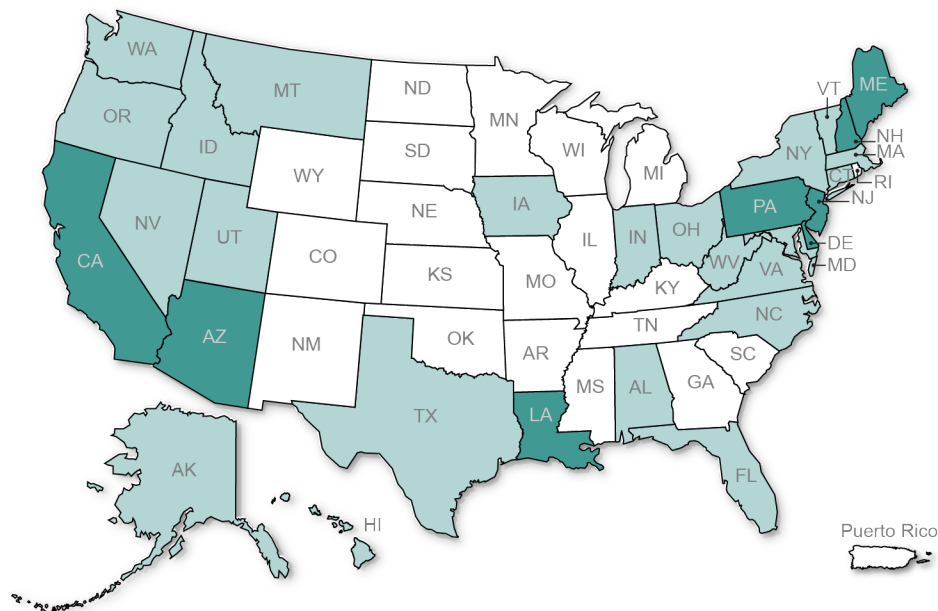 WA
MT
ND
MN
VT
ME
OR
ID
SD
WI
MI
NY
NH
MA
WY
CT
RI
NJ
NE
IA
PA
NV
UT
CO
IL
IN
OH
DE
MD
CA
KS
MO
WV
VA
KY
NC
AZ
NM
OK
AR
TN
SC
MS
AL
GA
TX
LA
AK
FL
HI
Puerto Rico